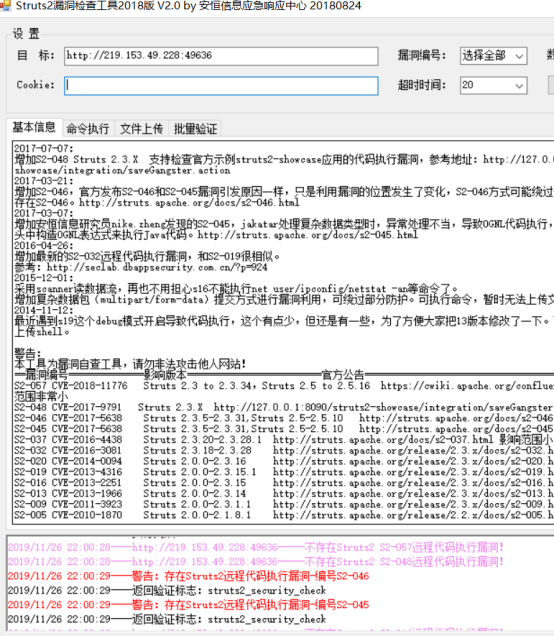 Struts2漏洞检查工具2018版 V2.0 by 安恒信息应急响应中心 20180824
设 置
目 标: http://219.153.49.228:49636 漏洞编号: 选择全部
Cookie: 超时时间: 20
基本信息 命令执行 文件上传 批量验证
2017-07-07:
增加S2-048 Struts 2.3.X 支持检查官方示例struts2-showcase应用的代码执行漏洞，参考地址：http://127.0.
showcase/integration/saveGangster.action
2017-03-21:
增加S2-046，官方发布S2-046和S2-045漏洞引发原因一样，只是利用漏洞的位置发生了变化，S2-046方式可能绕过
存在S2-046。http://struts.apache.org/docs/s2-046.html
2017-03-07:
增加安恒信息研究员nike.zheng发现的S2-045，jakatar处理复杂数据类型时，异常处理不当，导致OGNL代码执行，
头中构造OGNL表达式来执行Java代码。http://struts.apache.org/docs/s2-045.html
2016-04-26:
增加最新的S2-032远程代码执行漏洞，和S2-019很相似。
参考：http://seclab.dbappsecurity.com.cn/?p=924
2015-12-01:
采用scanner读数据流，再也不用担心s16不能执行net user/ipconfig/netstat -an等命令了。
增加复杂数据包（multipart/form-data）提交方式进行漏洞利用，可绕过部分防护。可执行命令，暂时无法上传文
2014-11-12:
最近遇到s19这个debug模式开启导致代码执行，这个有点少，但还是有一些，为了方便大家把13版本修改了一下。
上传shell。
警告:
本工具为漏洞自查工具，请勿非法攻击他人网站!
==漏洞编号==============影响版本=========================官方公告==============
S2-057 CVE-2018-11776 Struts 2.3 to 2.3.34，Struts 2.5 to 2.5.16 https://cwiki.apache.org/conflue
范围非常小
S2-048 CVE-2017-9791 Struts 2.3.X http://127.0.0.1:8090/struts2-showcase/integration/saveGangster
S2-046 CVE-2017-5638 Struts 2.3.5-2.3.31,Struts 2.5-2.5.10 http://struts.apache.org/docs/s2-046
S2-045 CVE-2017-5638 Struts 2.3.5-2.3.31,Struts 2.5-2.5.10 http://struts.apache.org/docs/s2-045
S2-037 CVE-2016-4438 Struts 2.3.20-2.3.28.1 http://struts.apache.org/docs/s2-037.html 影响范围小
S2-032 CVE-2016-3081 Struts 2.3.18-2.3.28 http://struts.apache.org/release/2.3.x/docs/s2-032.h
S2-020 CVE-2014-0094 Struts 2.0.0-2.3.16 http://struts.apache.org/release/2.3.x/docs/s2-020.h
S2-019 CVE-2013-4316 Struts 2.0.0-2.3.15.1 http://struts.apache.org/release/2.3.x/docs/s2-019.h
S2-016 CVE-2013-2251 Struts 2.0.0-2.3.15 http://struts.apache.org/release/2.3.x/docs/s2-016.h
S2-013 CVE-2013-1966 Struts 2.0.0-2.3.14 http://struts.apache.org/release/2.3.x/docs/s2-013.h
S2-009 CVE-2011-3923 Struts 2.0.0-2.3.1.1 http://struts.apache.org/release/2.3.x/docs/s2-009.h
S2-005 CVE-2010-1870 Struts 2.0.0-2.1.8.1 http://struts.apache.org/release/2.2.x/docs/s2-005.h
2019/11/26 22:00:28——http://219.153.49.228:49636——不存在Struts2 S2-057远程代码执行漏洞!
2019/11/26 22:00:28——http://219.153.49.228:49636——不存在Struts2 S2-048远程代码执行漏洞!
2019/11/26 22:00:29——警告: 存在Struts2远程代码执行漏洞-编号S2-046
2019/11/26 22:00:29——返回验证标志: struts2_security_check
2019/11/26 22:00:29——警告: 存在Struts2远程代码执行漏洞-编号S2-045
2019/11/26 22:00:29——返回验证标志: struts2_security_check